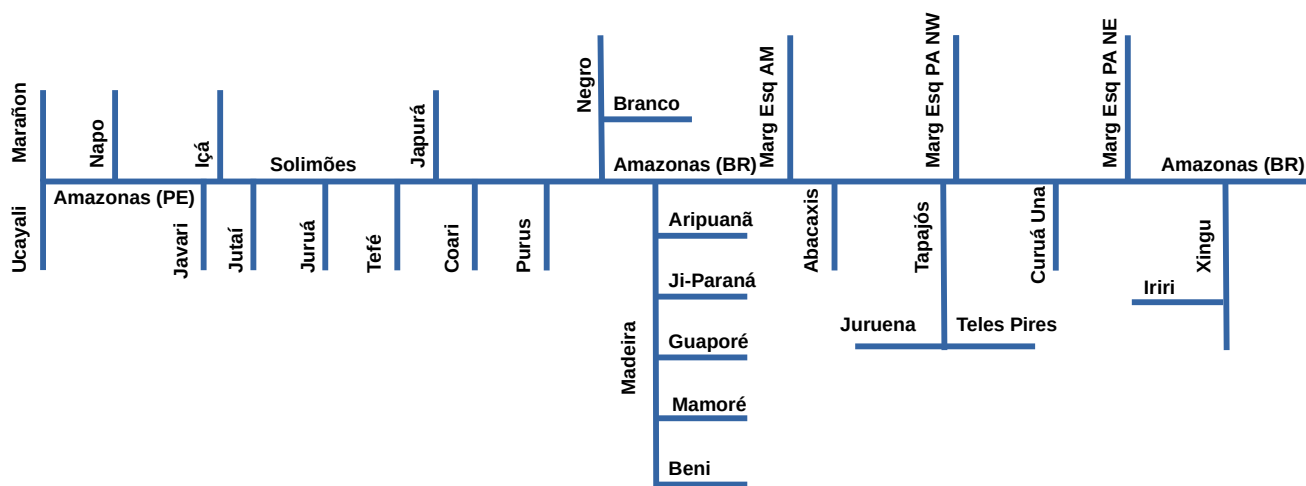 Marañon
Napo
Içá
Solimões
Japurá
Negro
Branco
Amazonas (BR)
Marg Esq AM
Marg Esq PA NW
Marg Esq PA NE
Amazonas (BR)
Ucayali
Amazonas (PE)
Javari
Jutaí
Juruá
Tefé
Coari
Purus
Madeira
Aripuanã
Ji-Paraná
Guaporé
Mamoré
Beni
Abacaxis
Tapajós
Juruena
Teles Pires
Curuá Una
Xingu
Iriri